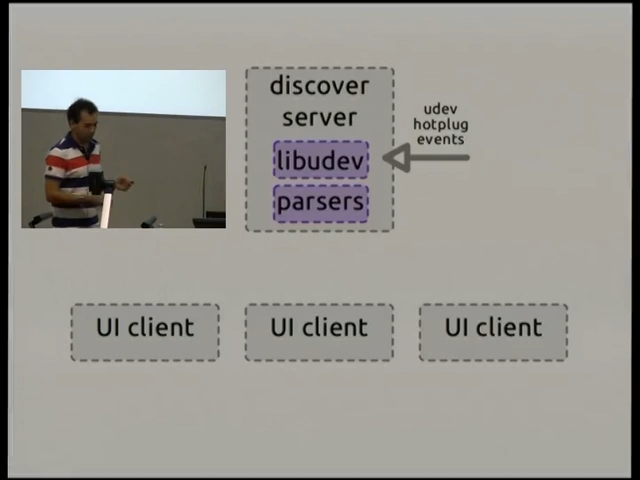 discover
server
libudev
parsers
udev
hotplug
events
UI client
UI client
UI client